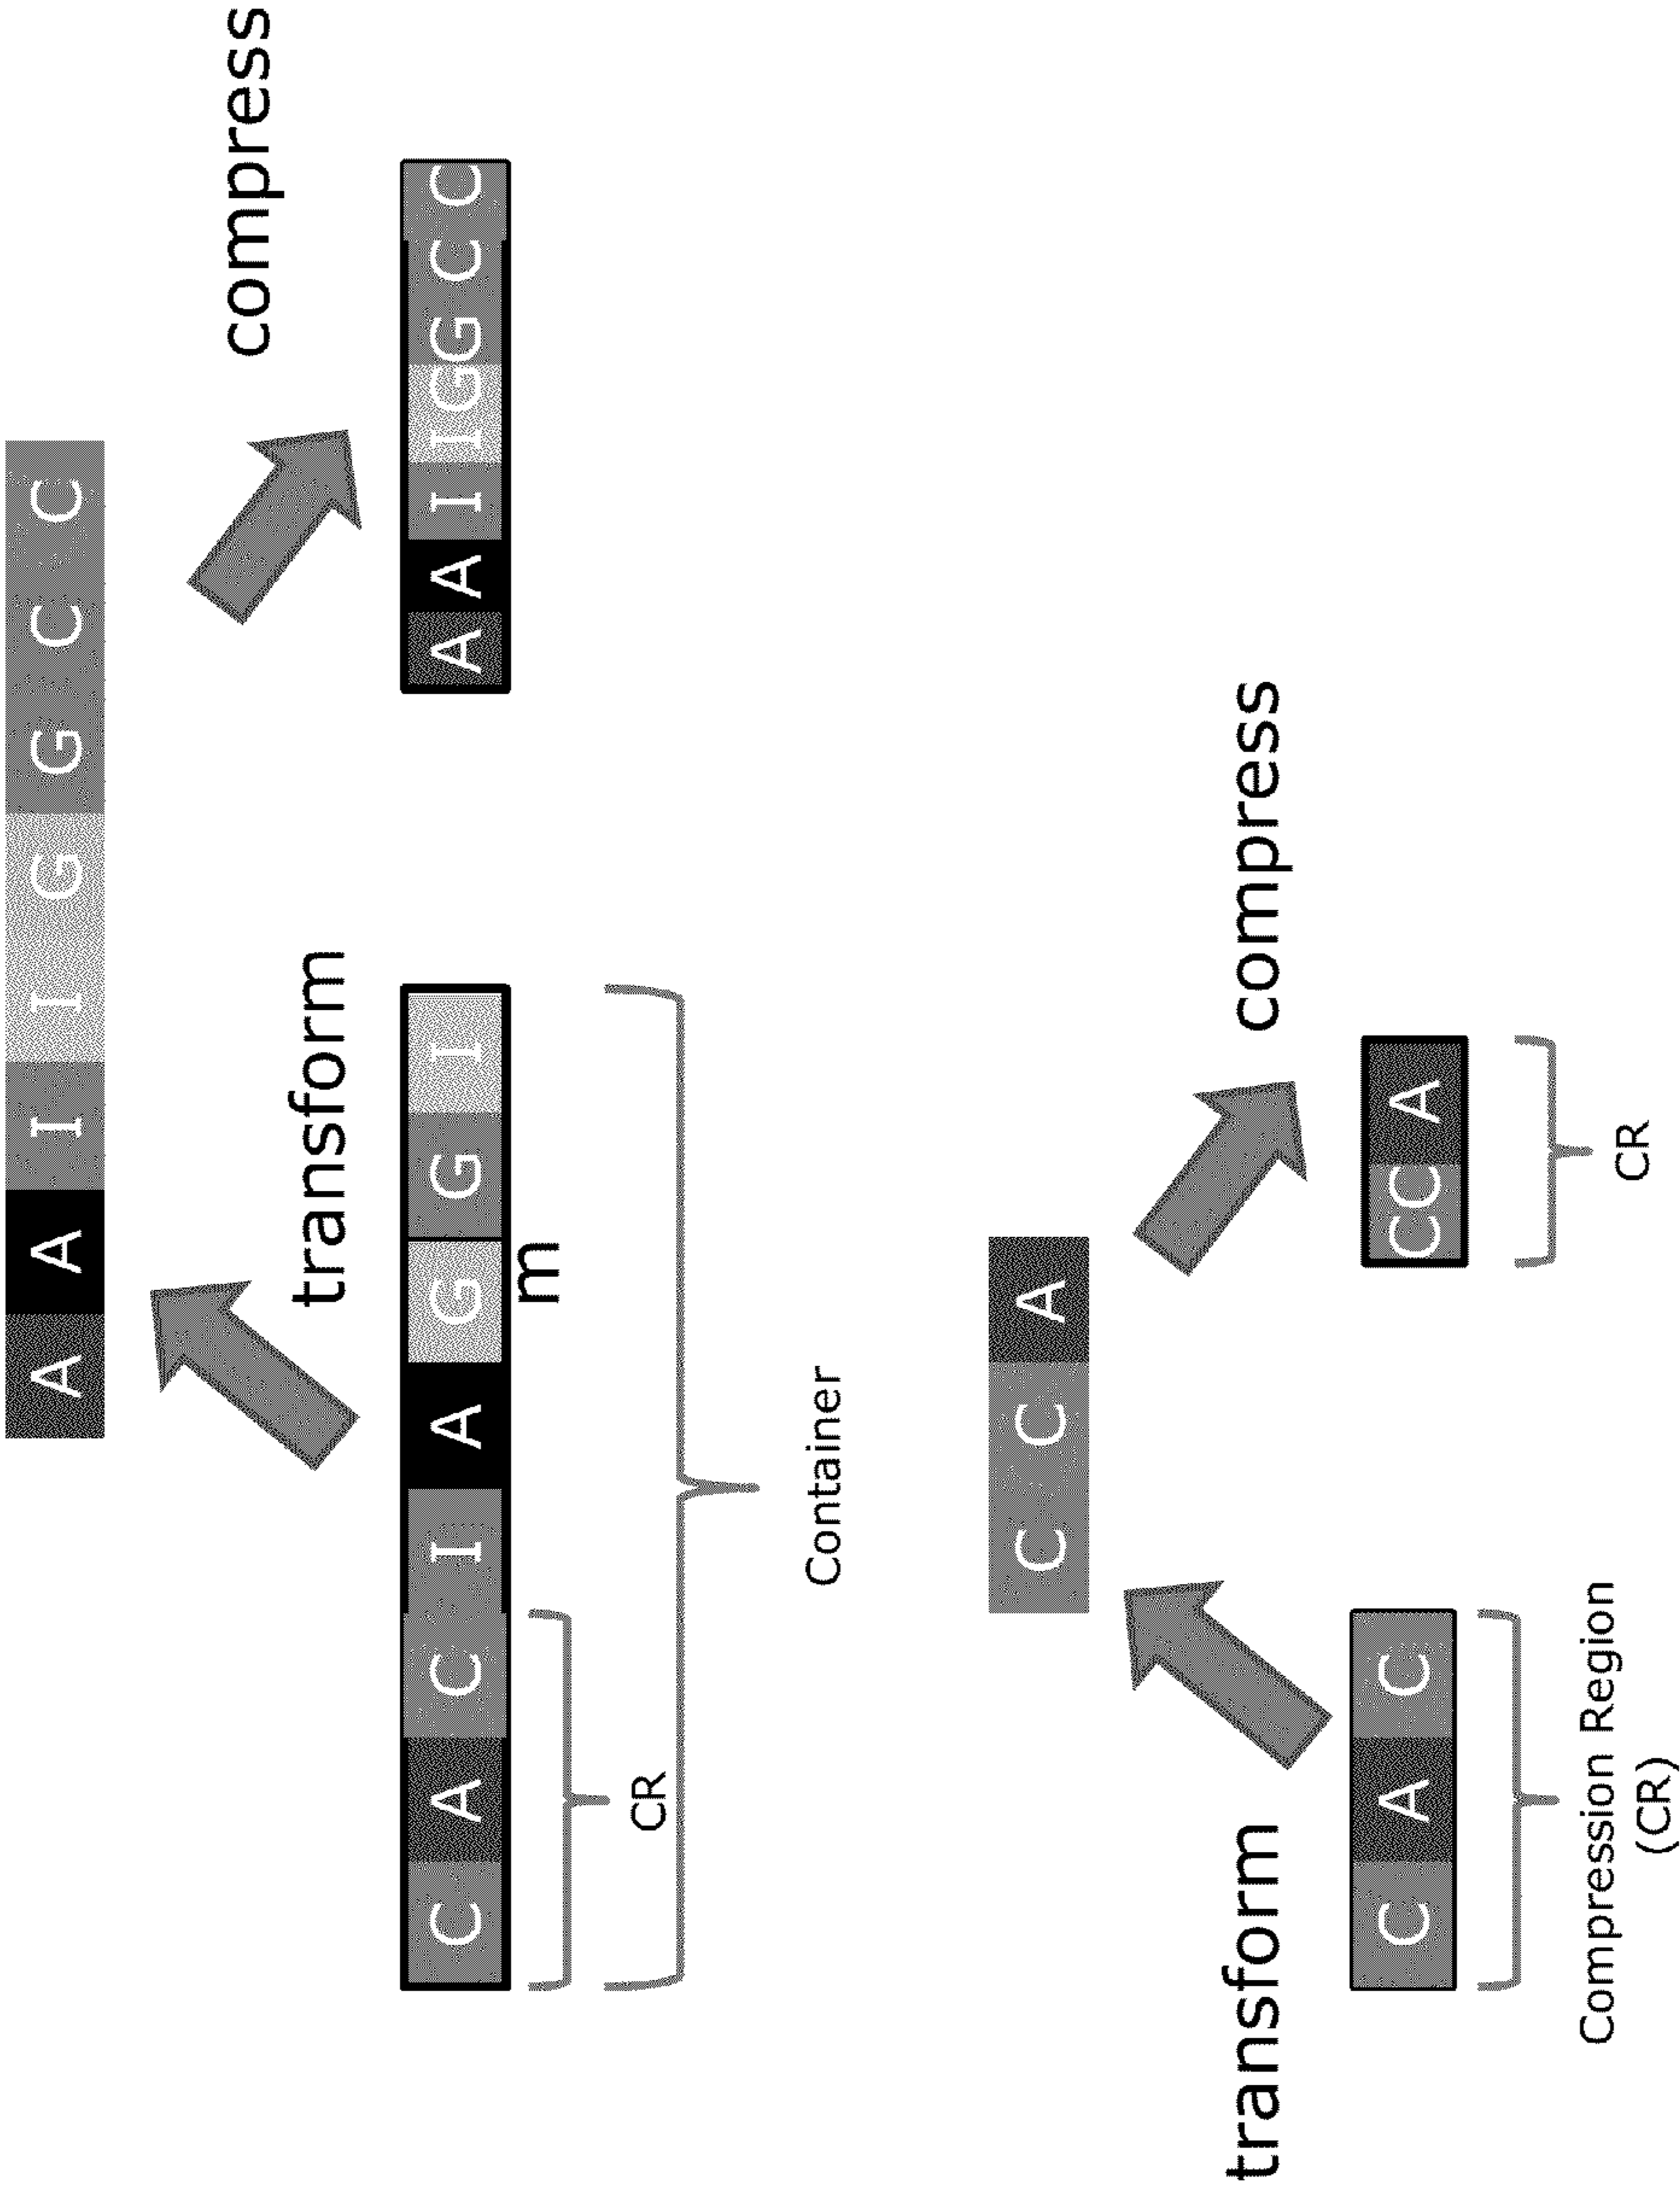 A A I I G G C C
compress
transform
C A C I A G G I
A A I IGG C C
m
CR
Container
C C A
transform
compress
C A C
CC A
Compression Region
(CR)
CR